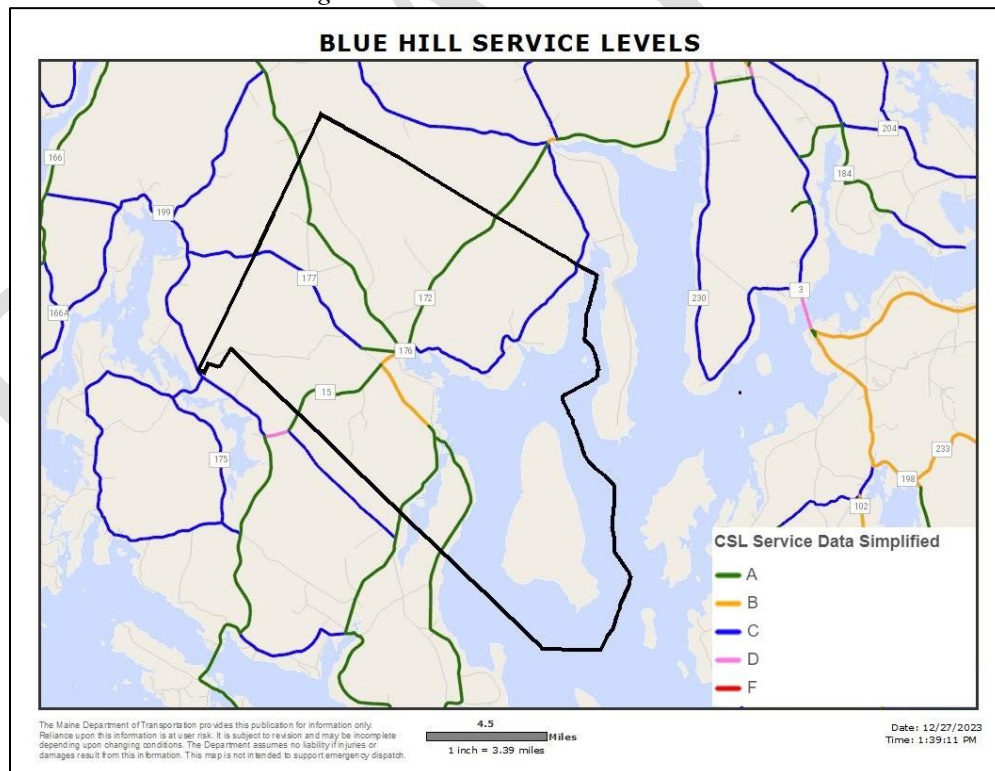 BLUE HILL SERVICE LEVELS
166
204
184
199
177
3
172
230
166A
176
15
233
175
198
102
CSL Service Data Simplified
A
B
C
D
F
The Maine Department of Transportation provides this publication for information only.
Reliance upon this information is at user risk. It is subject to revision and may be incomplete
depending upon changing conditions. The Department assumes no liability if injuries or
damages result from this information. This map is not intended to support emergency dispatch.
4.5
Miles
1 inch = 3.39 miles
Date: 12/27/2023
Time: 1:39:11 PM